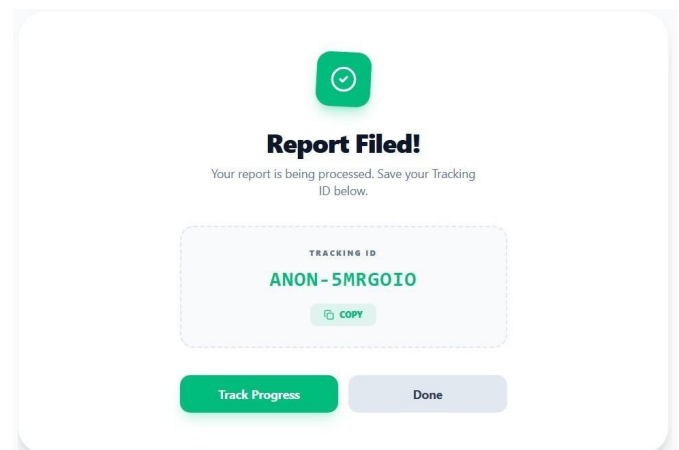 Report Filed!
Your report is being processed. Save your Tracking
ID below.
TRACKING ID
ANON-5MRGOIO
COPY
Track Progress
Done